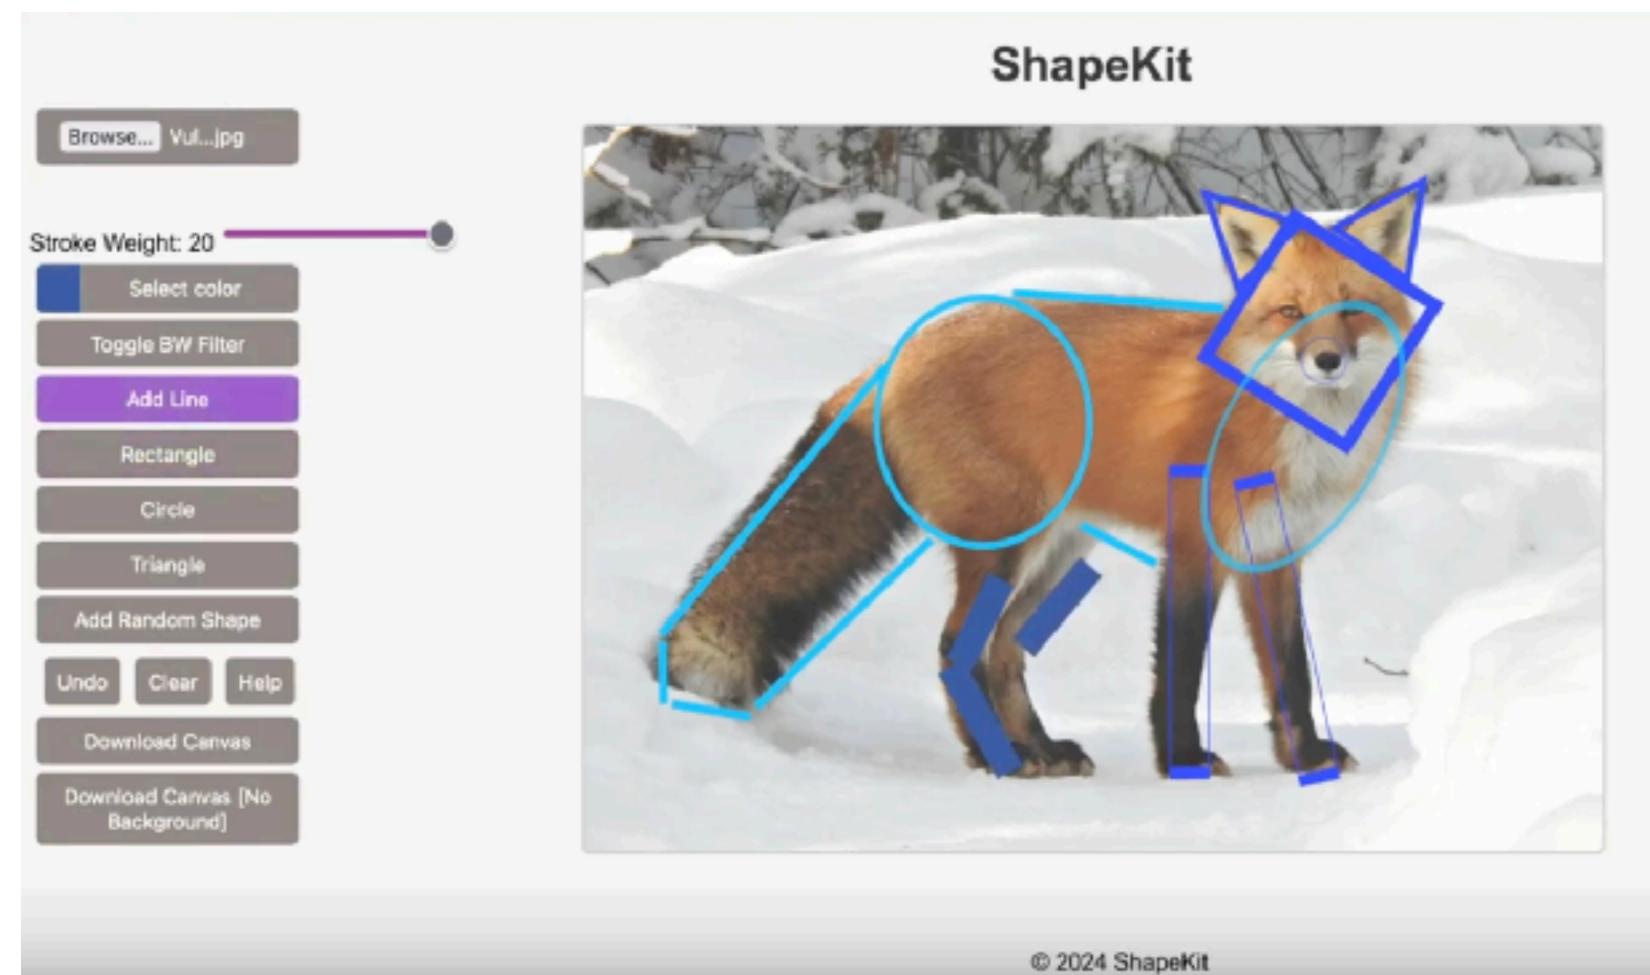 ShapeKit
Browse... Vul...jpg
Stroke Weight: 20
Select color
Toggle BW Filter
Add Line
Rectangle
Circle
Triangle
Add Random Shape
Undo Clear Help
Download Canvas
Download Canvas [No
Background]
© 2024 ShapeKit